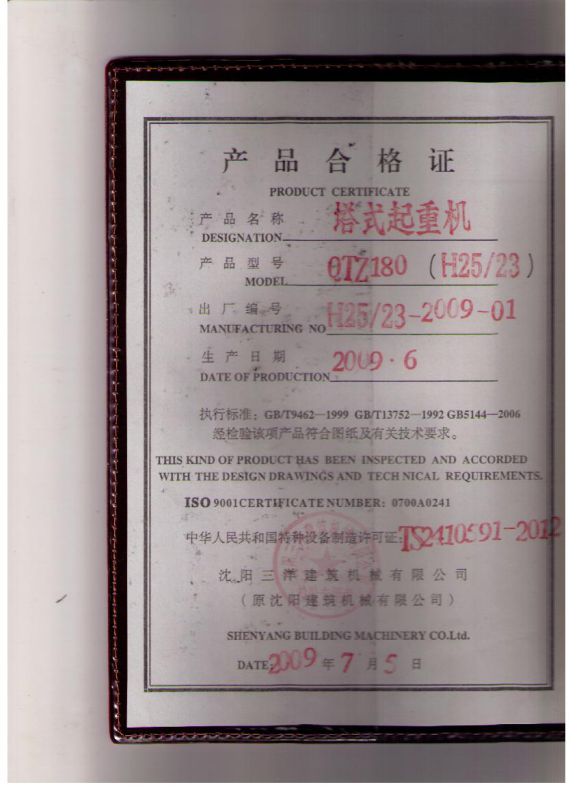 产品合格证
PRODUCT CERTIFICATE
产品名称 塔式起重机
DESIGNATION
产品型号 QTZ180 (H25/23)
MODEL
出厂编号 H25/23-2009-01
MANUFACTURING NO
生产日期 2009·6
DATE OF PRODUCTION
执行标准：GB/T9462—1999 GB/T13752—1992 GB5144—2006
经检验该项产品符合图纸及有关技术要求。
THIS KIND OF PRODUCT HAS BEEN INSPECTED AND ACCORDED
WITH THE DESIGN DRAWINGS AND TECH NICAL REQUIREMENTS.
ISO 9001CERTIFICATE NUMBER: 0700A0241
中华人民共和国特种设备制造许可证：TS2410591-2012
沈阳三洋建筑机械有限公司
（原沈阳建筑机械有限公司）
SHENYANG BUILDING MACHINERY CO.Ltd.
DATE: 2009 年 7 月 5 日